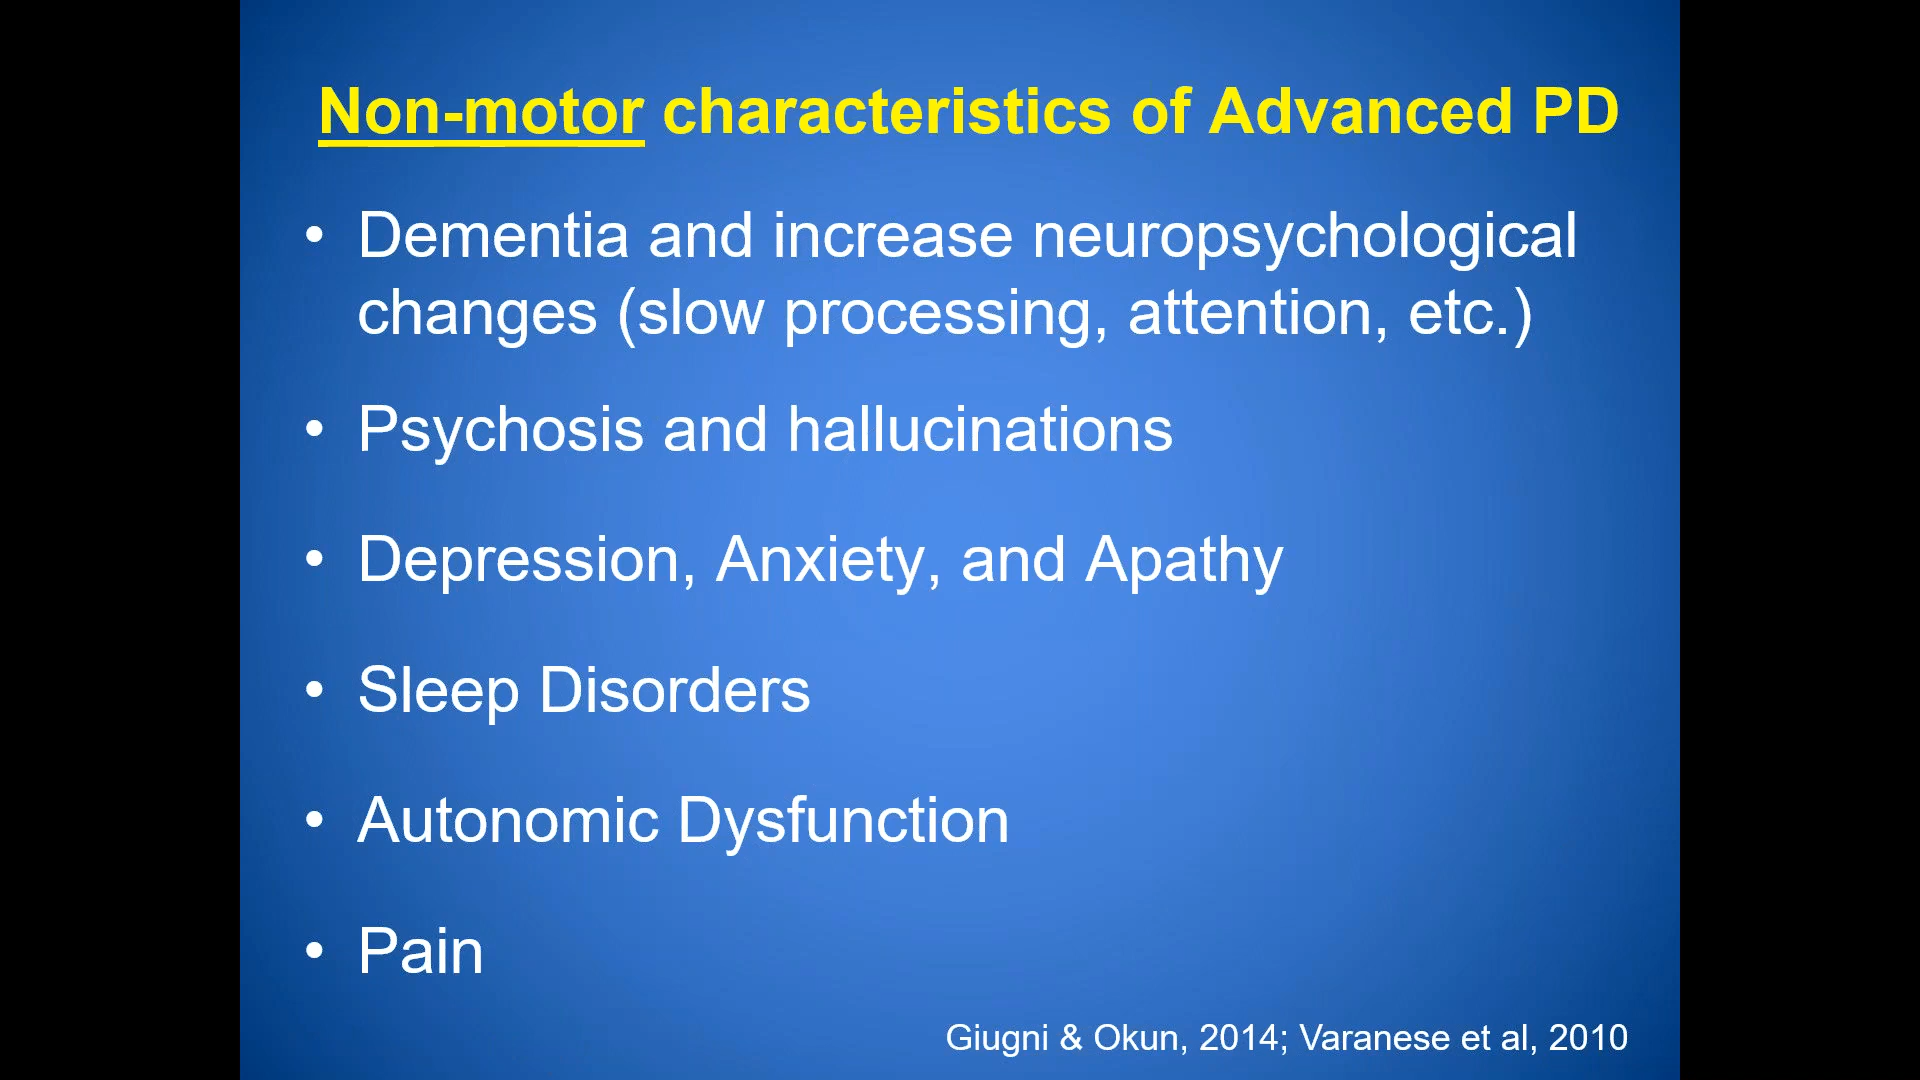 Non-motor characteristics of Advanced PD
• Dementia and increase neuropsychological
changes (slow processing, attention, etc.)
• Psychosis and hallucinations
• Depression, Anxiety, and Apathy
• Sleep Disorders
• Autonomic Dysfunction
• Pain
Giugni & Okun, 2014; Varanese et al, 2010